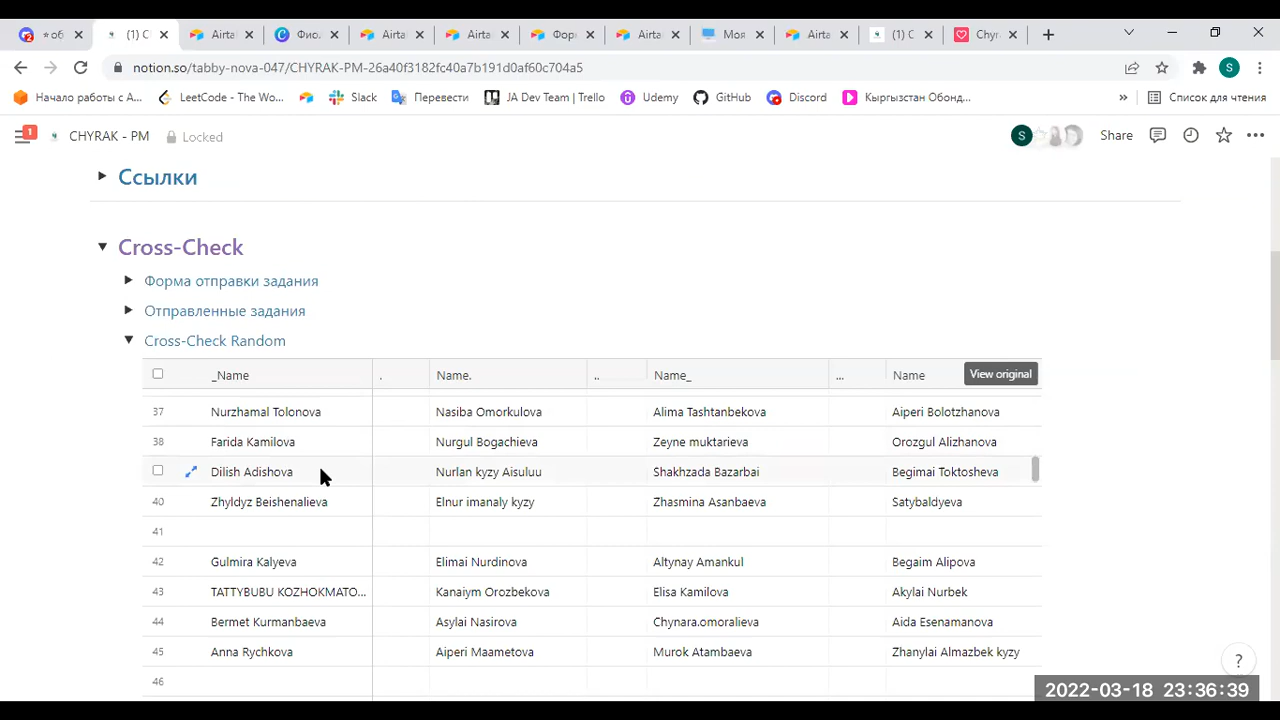 2 об
(1) C
Airta
Фио.
Airta
Airta
Фор
Airta
Моя
Airta
(1) C
Chyr
notion.so/tabby-nova-047/CHYRAK-PM-26a40f3182fc40a7b191d0af60c704a5
S
Начало работы с А...
LeetCode - The Wo...
Slack
Перевести
JA Dev Team | Trello
Udemy
GitHub
Discord
Кыргызстан Обонд...
»
Список для чтения
1
CHYRAK - PM
Locked
S
Share
Ссылки
Cross-Check
Форма отправки задания
Отправленные задания
Cross-Check Random
_Name . Name. .. Name_ ... Name View original
37 Nurzhamal Tolonova Nasiba Omorkulova Alima Tashtanbekova Aiperi Bolotzhanova
38 Farida Kamilova Nurgul Bogachieva Zeyne muktarieva Orozgul Alizhanova
Dilish Adishova Nurlan kyzy Aisuluu Shakhzada Bazarbai Begimai Toktosheva
40 Zhyldyz Beishenalieva Elnur imanaly kyzy Zhasmina Asanbaeva Satybaldyeva
41
42 Gulmira Kalyeva Elimai Nurdinova Altynay Amankul Begaim Alipova
43 TATTYBUBU KOZHOKMATO... Kanaiym Orozbekova Elisa Kamilova Akylai Nurbek
44 Bermet Kurmanbaeva Asylai Nasirova Chynara.omoralieva Aida Esenamanova
45 Anna Rychkova Aiperi Maametova Murok Atambaeva Zhanylai Almazbek kyzy
46
?
2022-03-18 23:36:39